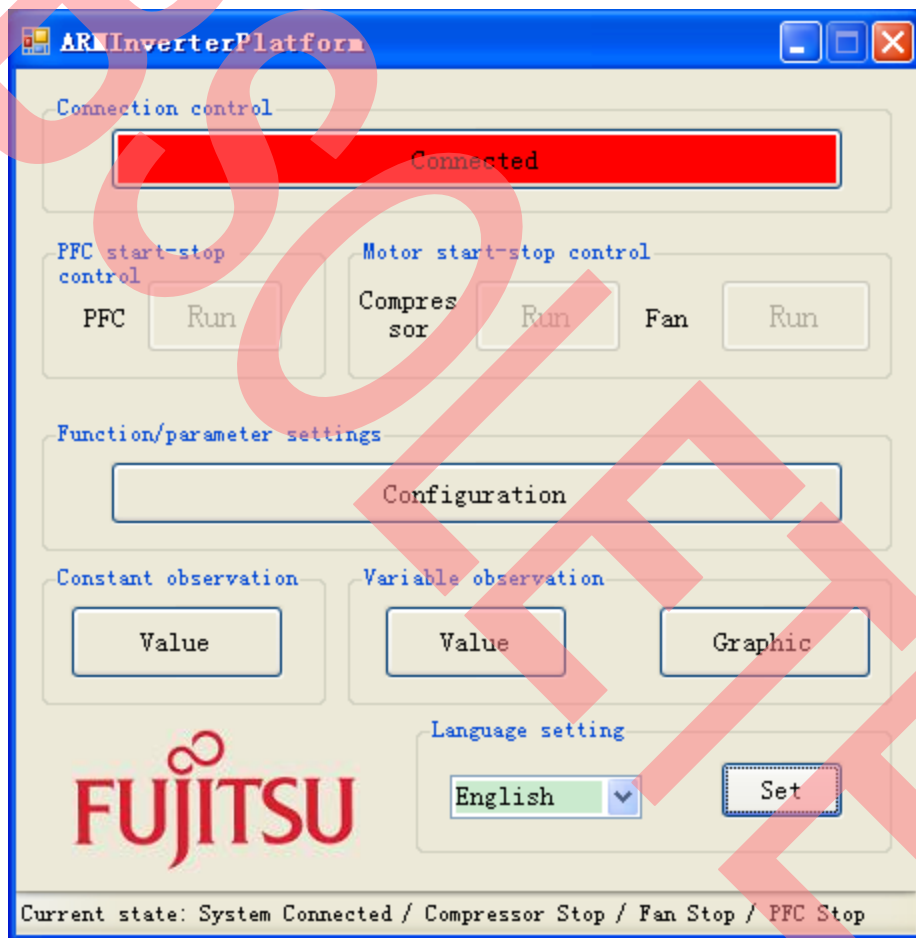 ARMInverterPlatform
Connection control
Connected
PFC start-stop
control
PFC
Run
Motor start-stop control
Compres
sor
Run
Fan
Run
Function/parameter settings
Configuration
Constant observation
Value
Variable observation
Value
Graphic
FUJITSU
Language setting
English
Set
Current state: System Connected / Compressor Stop / Fan Stop / PFC Stop